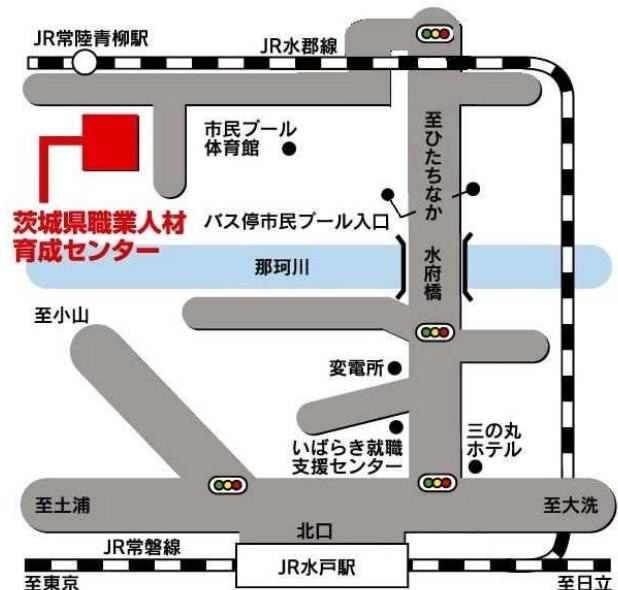 JR常陸青柳駅
JR水郡線
至ひたちなか
市民プール
体育館
茨城県職業人材
育成センター
バス停市民プール入口
那珂川
水府橋
至小山
変電所
いばらき就職
支援センター
三の丸
ホテル
至土浦
至大洗
北口
JR常磐線
JR水戸駅
至東京
至日立